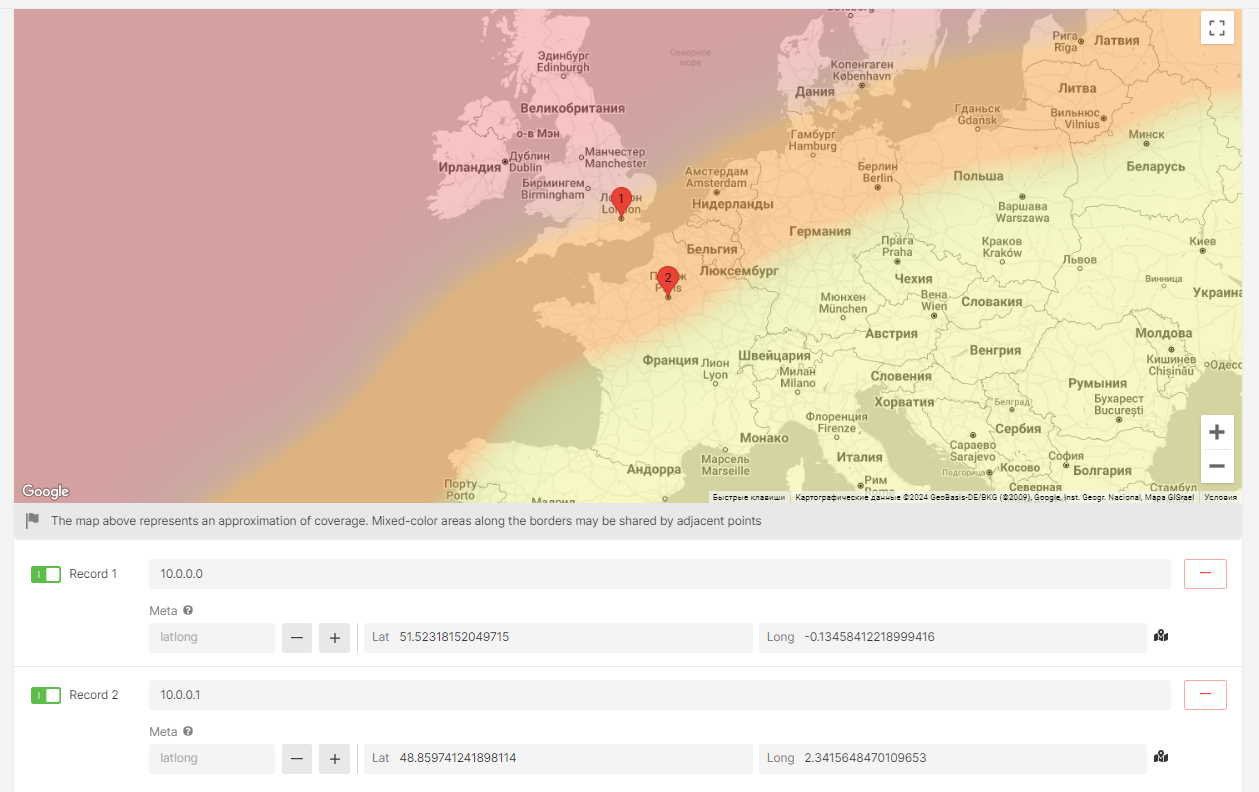 Göteborg
Северное
море
Рига
Rīga
Латвия
Эдинбург
Edinburgh
Копенгаген
København
Дания
Литва
Великобритания
Гданьск
Gdańsk
Вильнюс
Vilnius
о-в Мэн
Гамбург
Hamburg
Минск
Манчестер
Manchester
Дублин
Dublin
Ирландия
Берлин
Berlin
Беларусь
Амстердам
Amsterdam
Польша
Бирмингем
Birmingham
1
London
Нидерланды
Варшава
Warszawa
Германия
Бельгия
Прага
Praha
Краков
Kraków
Киев
Львов
Люксембург
2
Paris
Чехия
Винница
Украина
Мюнхен
München
Вена
Wien
Словакия
Австрия
Молдова
Венгрия
Кишинёв
Chișinău
Франция
Лион
Lyon
Швейцария
Милан
Milano
Словения
Румыния
Хорватия
Белград
Бухарест
București
Флоренция
Firenze
Сербия
Монако
Сараево
Sarajevo
Италия
София
Болгария
Марсель
Marseille
Андорра
Подгорица
Косово
Рим
Roma
Порту
Porto
Мадрид
Северная
Стамбул
Google
Быстрые клавиши
Картографические данные ©2024 GeoBasis-DE/BKG (©2009), Google, Inst. Geogr. Nacional, Mapa GISrael
Условия
The map above represents an approximation of coverage. Mixed-color areas along the borders may be shared by adjacent points
Record 1
10.0.0.0
Meta
latlong
Lat 51.52318152049715
Long -0.13458412218999416
Record 2
10.0.0.1
Meta
latlong
Lat 48.859741241898114
Long 2.3415648470109653